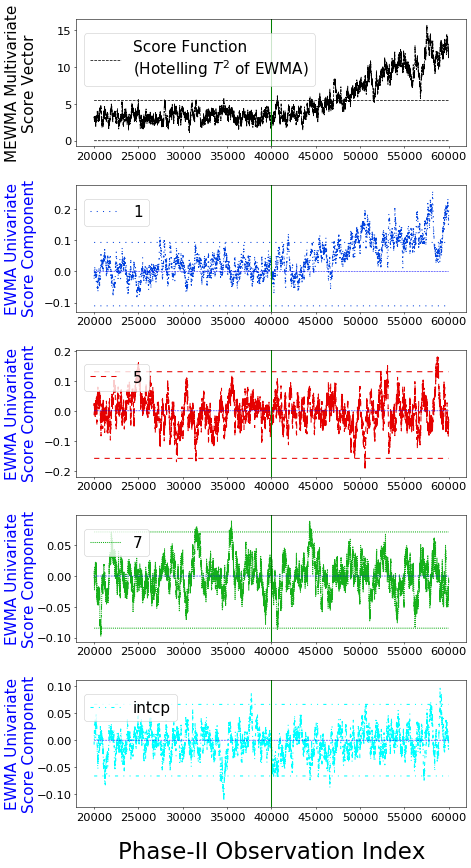 MEWMA Multivariate
Score Vector
15
10
5
0
Score Function
(Hotelling T² of EWMA)
20000 25000 30000 35000 40000 45000 50000 55000 60000
EWMA Univariate
Score Component
0.2
0.1
0.0
−0.1
1
20000 25000 30000 35000 40000 45000 50000 55000 60000
EWMA Univariate
Score Component
0.2
0.1
0.0
−0.1
−0.2
5
20000 25000 30000 35000 40000 45000 50000 55000 60000
EWMA Univariate
Score Component
0.05
0.00
−0.05
−0.10
7
20000 25000 30000 35000 40000 45000 50000 55000 60000
EWMA Univariate
Score Component
0.10
0.05
0.00
−0.05
−0.10
intcp
20000 25000 30000 35000 40000 45000 50000 55000 60000
Phase-II Observation Index